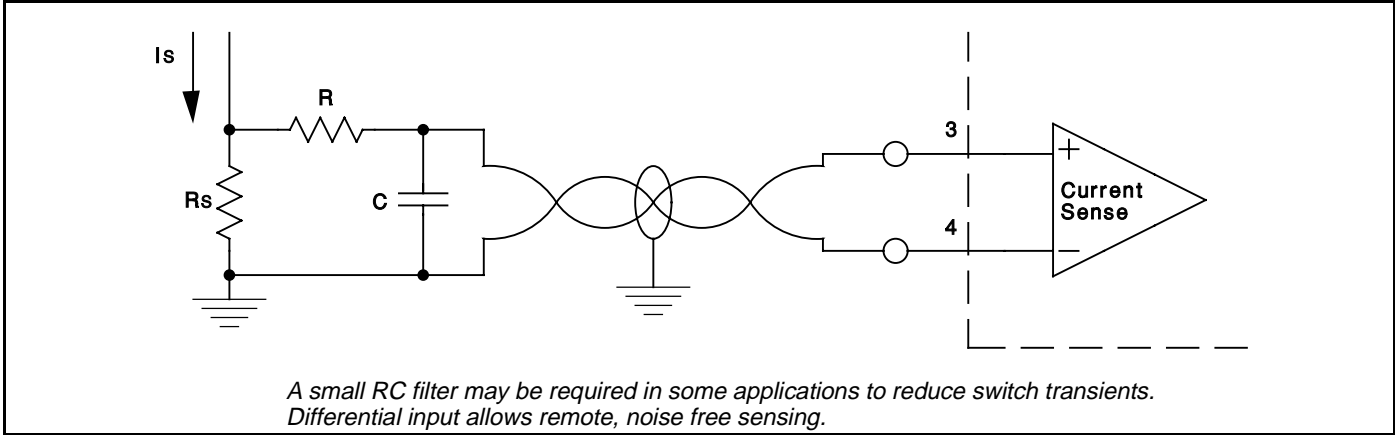 Is
R
3
+
Rs
C
Current
Sense
4
−
A small RC filter may be required in some applications to reduce switch transients.
Differential input allows remote, noise free sensing.